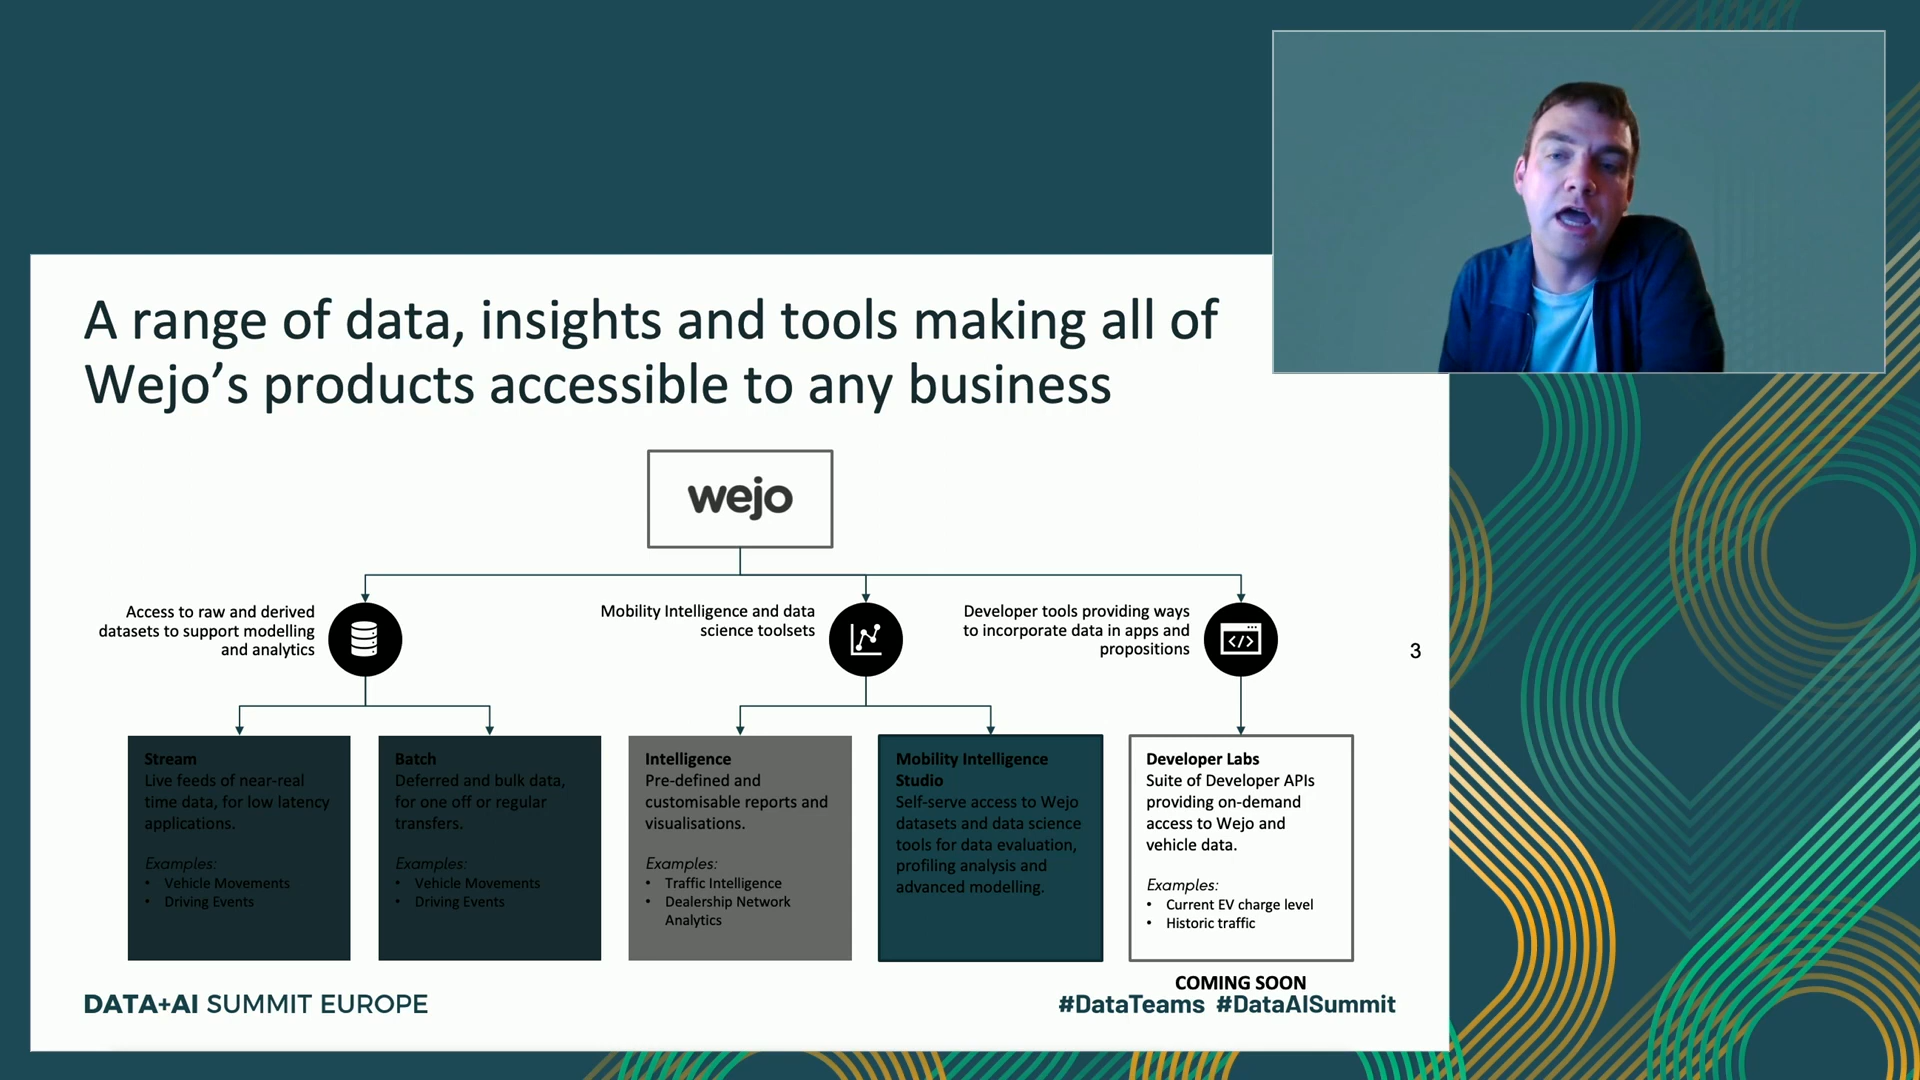 A range of data, insights and tools making all of
Wejo’s products accessible to any business
wejo
Access to raw and derived
datasets to support modelling
and analytics
Mobility Intelligence and data
science toolsets
Developer tools providing ways
to incorporate data in apps and
propositions
3
Stream
Live feeds of near-real
time data, for low latency
applications.
Examples:
• Vehicle Movements
• Driving Events
Batch
Deferred and bulk data,
for one off or regular
transfers.
Examples:
• Vehicle Movements
• Driving Events
Intelligence
Pre-defined and
customisable reports and
visualisations.
Examples:
• Traffic Intelligence
• Dealership Network
Analytics
Mobility Intelligence
Studio
Self-serve access to Wejo
datasets and data science
tools for data evaluation,
profiling analysis and
advanced modelling.
Developer Labs
Suite of Developer APIs
providing on-demand
access to Wejo and
vehicle data.
Examples:
• Current EV charge level
• Historic traffic
COMING SOON
DATA+AI SUMMIT EUROPE
#DataTeams #DataAISummit